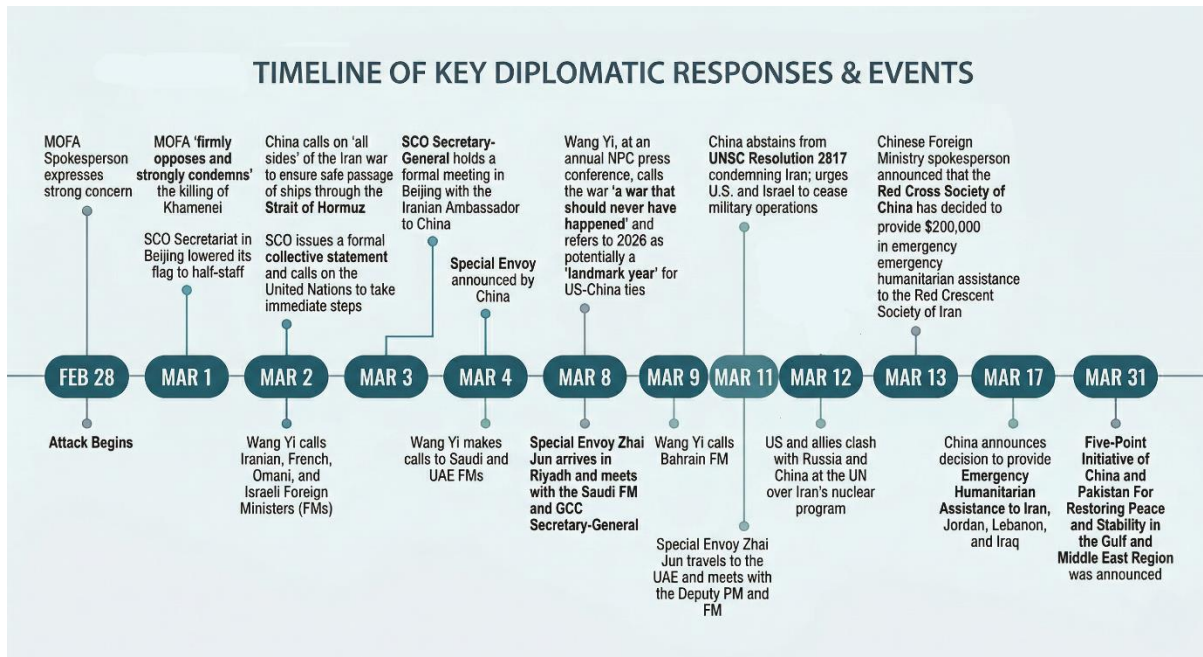 TIMELINE OF KEY DIPLOMATIC RESPONSES & EVENTS
MOFA
Spokesperson
expresses
strong concern
MOFA ‘firmly
opposes and
strongly condemns’
the killing of
Khamenei
SCO Secretariat in
Beijing lowered its
flag to half-staff
China calls on ‘all
sides’ of the Iran war
to ensure safe passage
of ships through the
Strait of Hormuz
SCO issues a formal
collective statement
and calls on the
United Nations to take
immediate steps
SCO Secretary-
General holds a
formal meeting in
Beijing with the
Iranian Ambassador
to China
Special Envoy
announced by
China
Wang Yi, at an
annual NPC press
conference, calls
the war ‘a war that
should never have
happened’ and
refers to 2026 as
potentially a
‘landmark year’ for
US-China ties
China abstains from
UNSC Resolution 2817
condemning Iran; urges
U.S. and Israel to cease
military operations
Chinese Foreign
Ministry spokesperson
announced that the
Red Cross Society of
China has decided to
provide $200,000
in emergency
emergency
humanitarian assistance
to the Red Crescent
Society of Iran
FEB 28
MAR 1
MAR 2
MAR 3
MAR 4
MAR 8
MAR 9
MAR 11
MAR 12
MAR 13
MAR 17
MAR 31
Attack Begins
Wang Yi calls
Iranian, French,
Omani, and
Israeli Foreign
Ministers (FMs)
Wang Yi makes
calls to Saudi and
UAE FMs
Special Envoy Zhai
Jun arrives in
Riyadh and meets
with the Saudi FM
and GCC
Secretary-General
Wang Yi calls
Bahrain FM
Special Envoy Zhai
Jun travels to the
UAE and meets with
the Deputy PM and
FM
US and allies clash
with Russia and
China at the UN
over Iran's nuclear
program
China announces
decision to provide
Emergency
Humanitarian
Assistance to Iran,
Jordan, Lebanon,
and Iraq
Five-Point
Initiative of
China and
Pakistan For
Restoring Peace
and Stability in
the Gulf and
Middle East Region
was announced